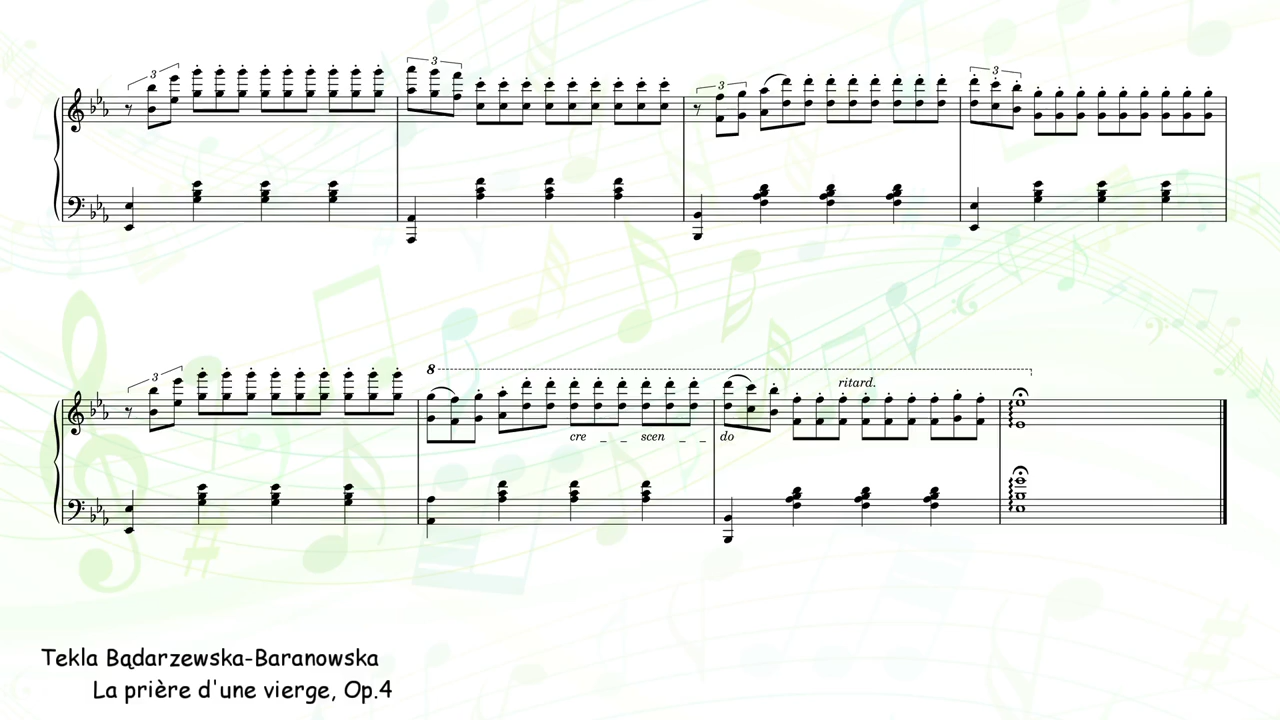 3
3
3
3
3
8
cre _ _ scen _ _ do
ritard.
Tekla Bądarzewska-Baranowska
La prière d'une vierge, Op.4